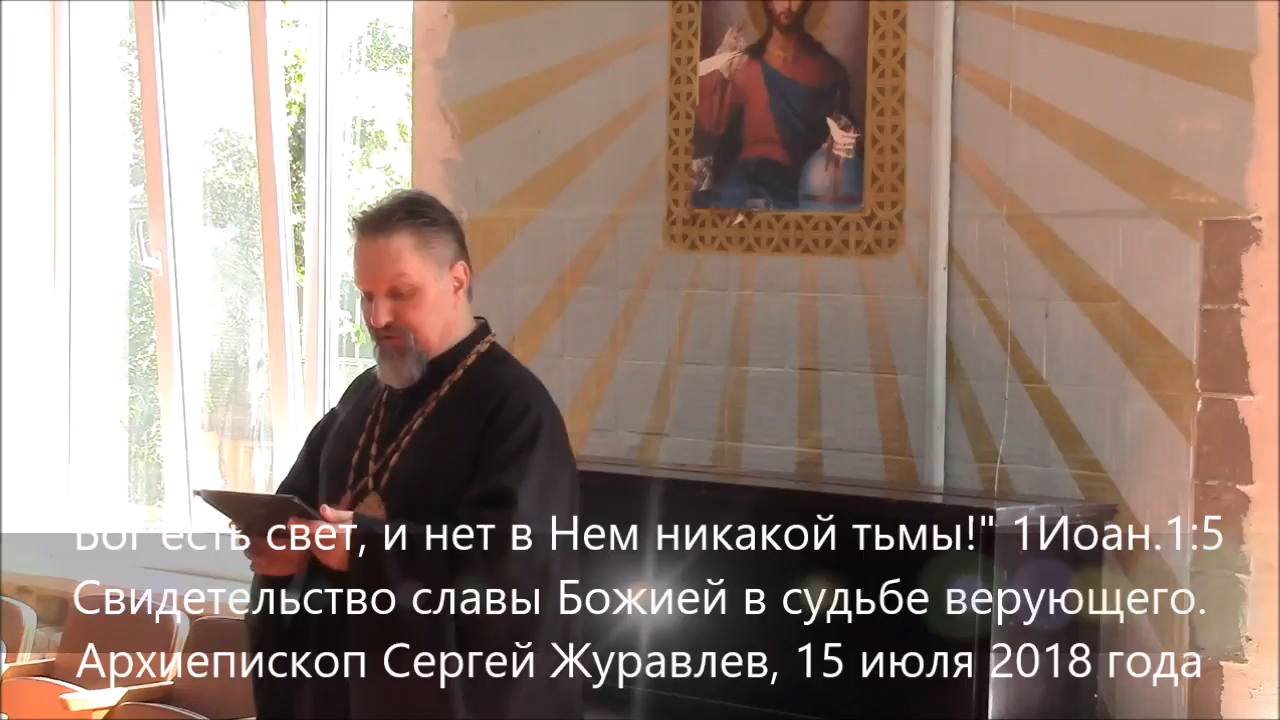 "Бог есть свет, и нет в Нем никакой тьмы!" 1Иоан.1:5
Свидетельство славы Божией в судьбе верующего.
Архиепископ Сергей Журавлев, 15 июля 2018 года